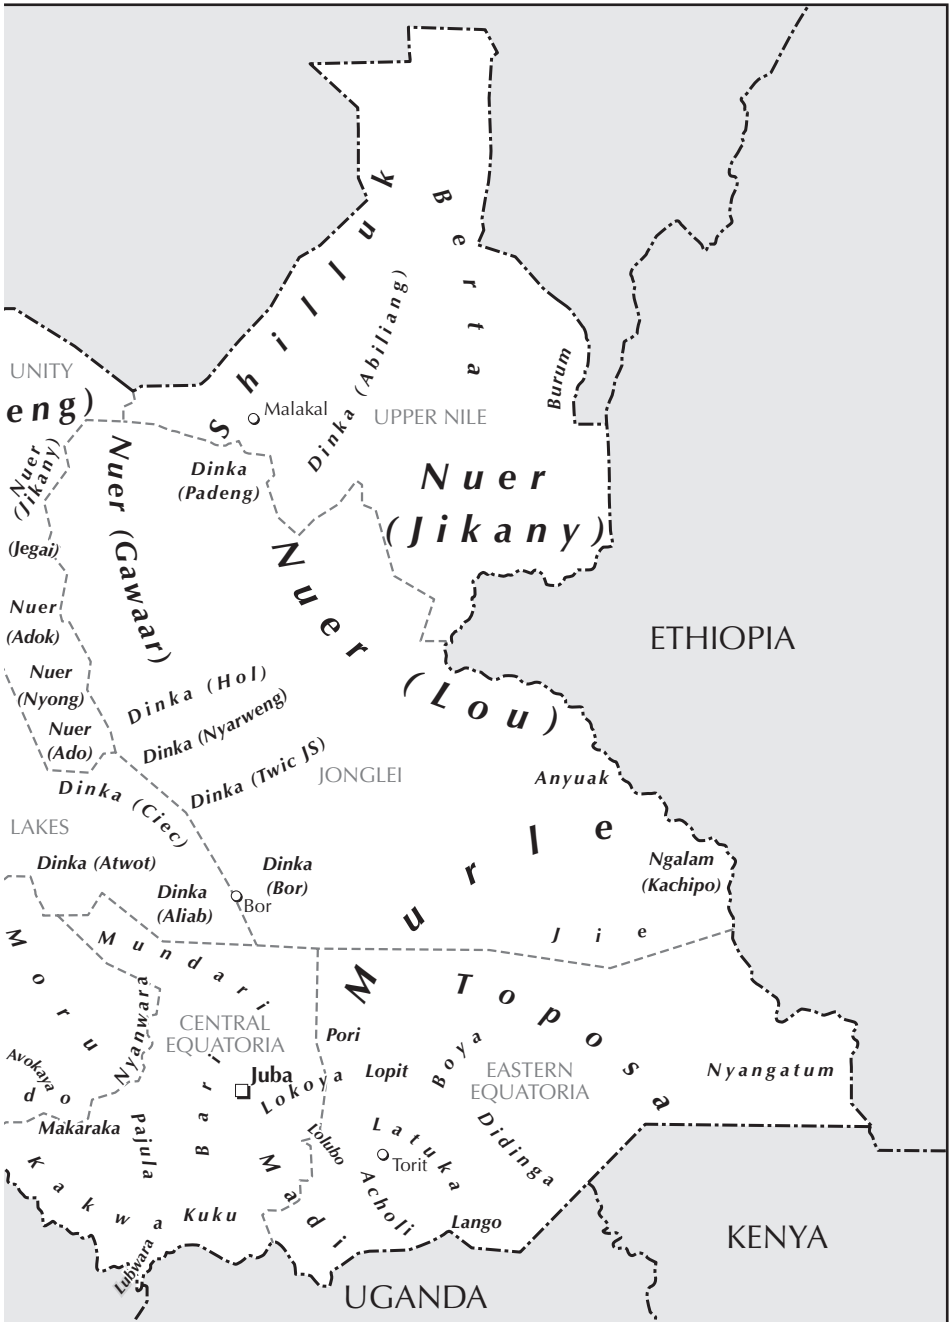 Shilluk
Berta
Dinka (Abiliang)
Burum
UNITY
eng)
Malakal
UPPER NILE
Nuer
(Jikany)
Nuer (Gawaar)
Dinka
(Padeng)
Nuer
(Jikany)
(Jegai)
Nuer
(Lou)
Nuer
(Adok)
ETHIOPIA
Nuer
(Nyong)
Nuer
(Ado)
Dinka (Hol)
Dinka (Nyarweng)
Dinka (Twic JS)
JONGLEI
Anyuak
Dinka (Ciec)
LAKES
Dinka (Atwot)
Dinka
(Aliab)
Dinka
(Bor)
Bor
Murle
Ngalam
(Kachipo)
Jie
Moru
Mundari
Nyanwara
CENTRAL
EQUATORIA
Pori
Toposa
Boya
EASTERN
EQUATORIA
Nyangatum
Avokaya
do
Bari
Juba
Lokoya
Lopit
Makaraka
Pajula
Lolubo
Latuka
Torit
Didinga
Kakwa
Kuku
Madi
Acholi
Lango
Lubwara
KENYA
UGANDA